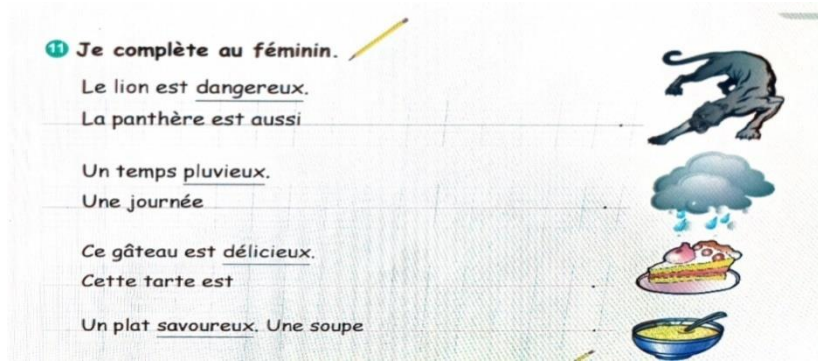 11 Je complète au féminin.
Le lion est dangereux.
La panthère est aussi .
Un temps pluvieux.
Une journée .
Ce gâteau est délicieux.
Cette tarte est .
Un plat savoureux. Une soupe .